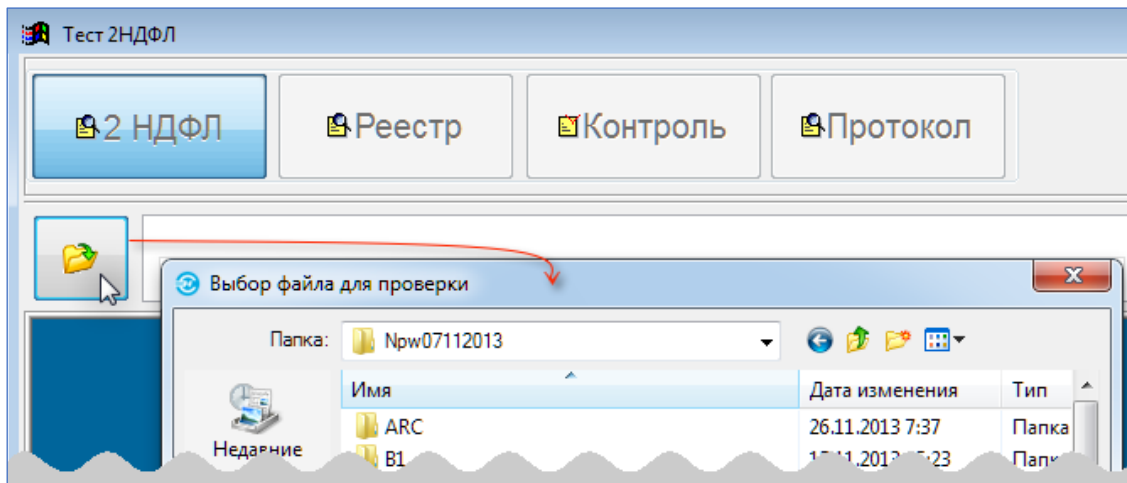 Тест 2НДФЛ
2 НДФЛ Реестр Контроль Протокол
Выбор файла для проверки
Папка: Npw07112013
Имя Дата изменения Тип
ARC 26.11.2013 7:37 Папка
Недавние
B1